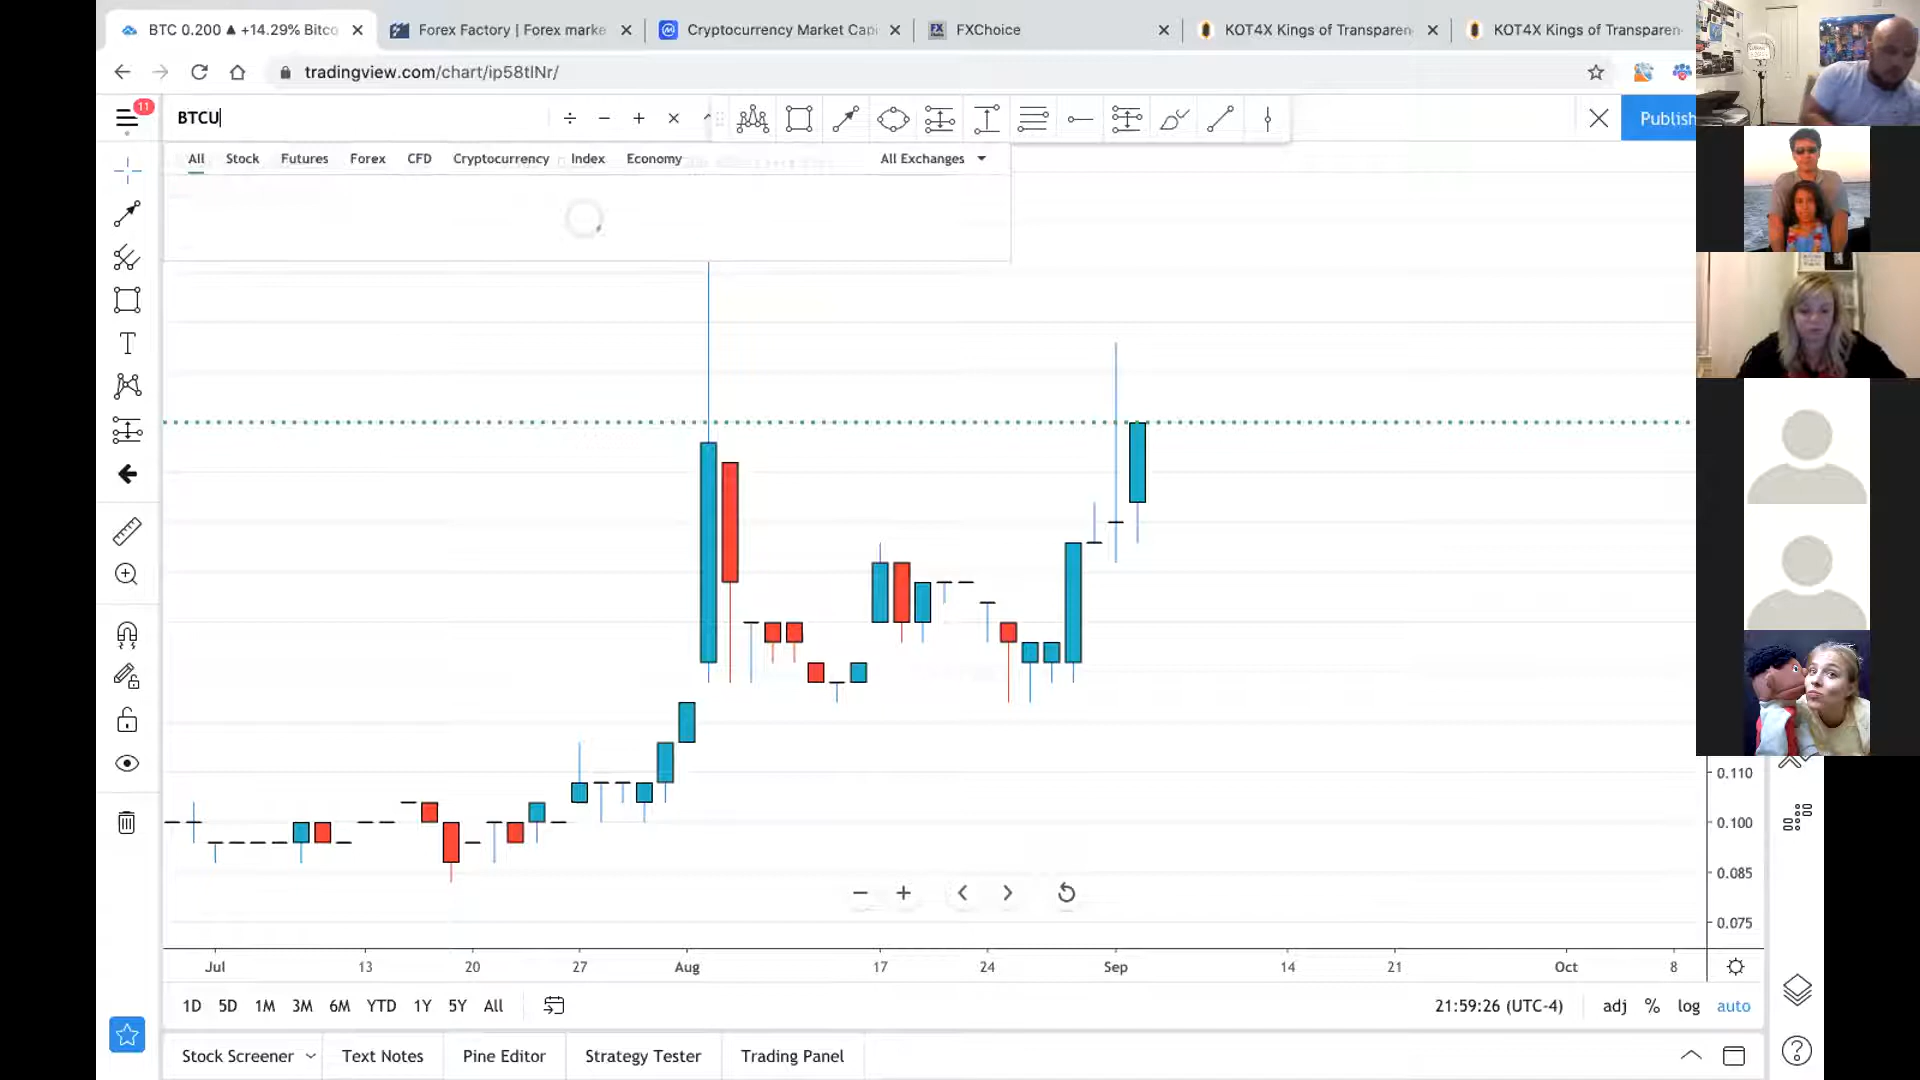 BTC 0.200 ▲ +14.29% Bitco
Forex Factory | Forex marke
Cryptocurrency Market Capi
FXChoice
KOT4X Kings of Transparen
KOT4X Kings of Transparen
tradingview.com/chart/ip58tlNr/
11
BTCU
Publish
All Stock Futures Forex CFD Cryptocurrency Index Economy All Exchanges
0.110
0.100
0.085
0.075
Jul 13 20 27 Aug 17 24 Sep 14 21 Oct 8
1D 5D 1M 3M 6M YTD 1Y 5Y All 21:59:26 (UTC-4) adj % log auto
Stock Screener Text Notes Pine Editor Strategy Tester Trading Panel